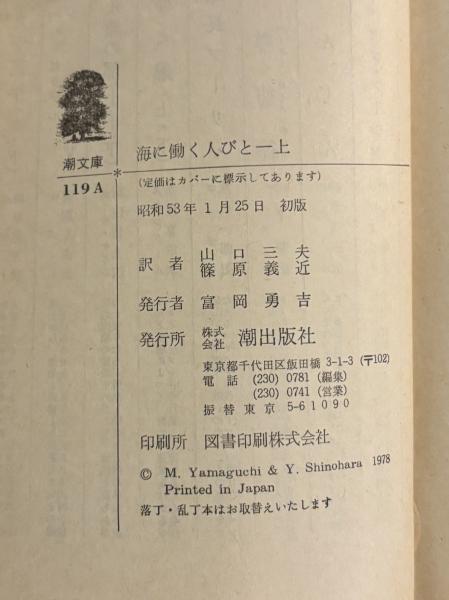 潮文庫
119A
海に働く人びと―上
(定価はカバーに標示してあります)
昭和53年1月25日　初版
訳者　山口三夫
篠原義近
発行者　富岡勇吉
発行所　株式会社　潮出版社
東京都千代田区飯田橋 3-1-3 (〒102)
電話 (230) 0781 (編集)
(230) 0741 (営業)
振替東京 5-61090
印刷所　図書印刷株式会社
© M. Yamaguchi & Y. Shinohara 1978
Printed in Japan
落丁・乱丁本はお取替えいたします